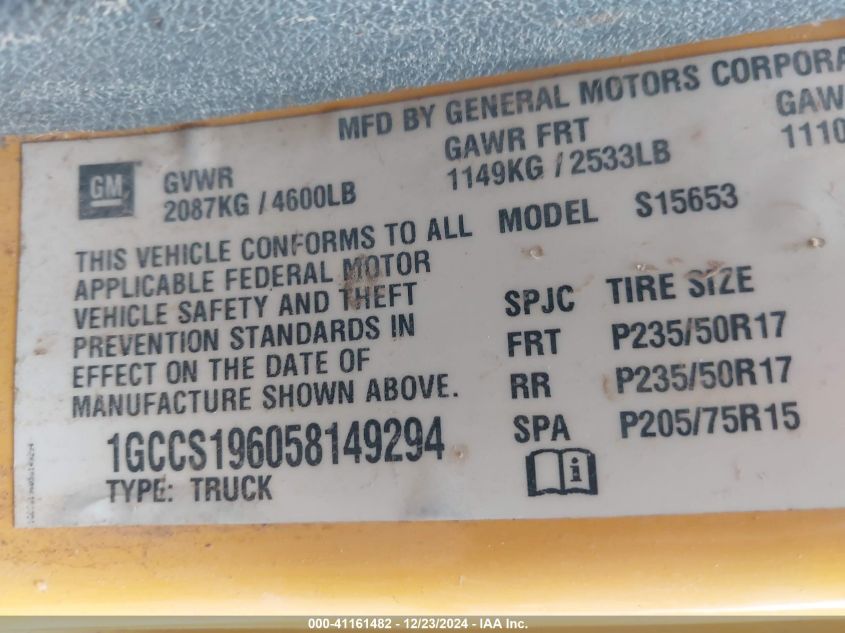 MFD BY GENERAL MOTORS CORPORA
GM
GVWR
2087KG / 4600LB
GAWR FRT
1149KG / 2533LB
GAW
1110
THIS VEHICLE CONFORMS TO ALL
APPLICABLE FEDERAL MOTOR
VEHICLE SAFETY AND THEFT
PREVENTION STANDARDS IN
EFFECT ON THE DATE OF
MANUFACTURE SHOWN ABOVE.
MODEL S15653
SPJC TIRE SIZE
FRT P235/50R17
RR P235/50R17
SPA P205/75R15
1GCCS196058149294
TYPE: TRUCK
i
000-41161482 - 12/23/2024 - IAA Inc.